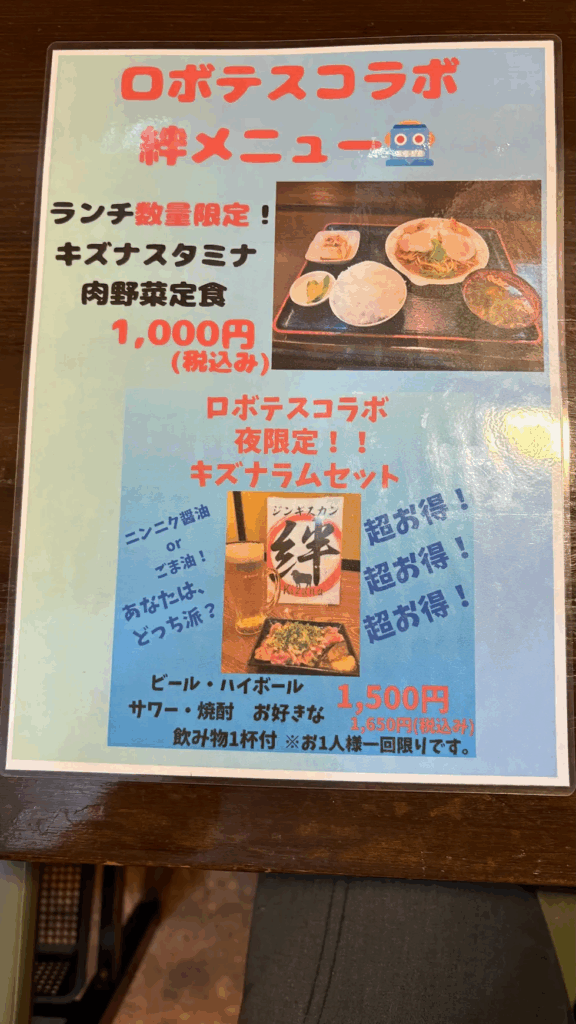 ロボテスコラボ
絆メニュー
ランチ数量限定！
キズナスタミナ
肉野菜定食
1,000円
(税込み)
ロボテスコラボ
夜限定！！
キズナラムセット
ニンニク醤油
or
ごま油！
あなたは、
どっち派？
ジンギスカン
絆
超お得！
超お得！
超お得！
ビール・ハイボール
サワー・焼酎　お好きな
飲み物1杯付
1,500円
1,650円(税込み)
※お1人様一回限りです。